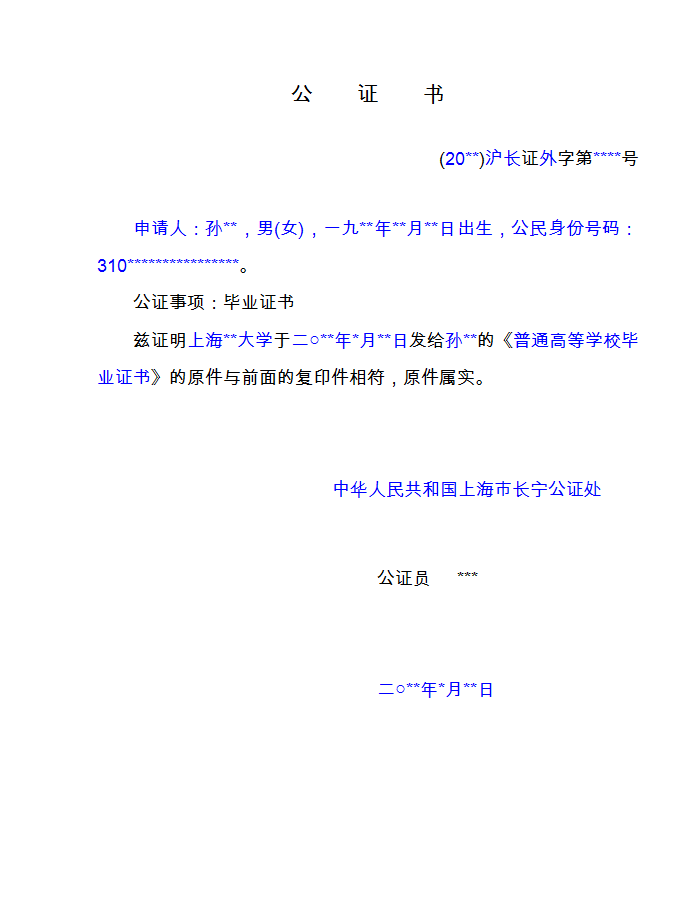 公 证 书
(20**)沪长证外字第****号
申请人：孙**，男(女)，一九**年**月**日出生，公民身份号码：
310****************。
公证事项：毕业证书
兹证明上海**大学于二○**年*月**日发给孙**的《普通高等学校毕
业证书》的原件与前面的复印件相符，原件属实。
中华人民共和国上海市长宁公证处
公证员 ***
二○**年*月**日